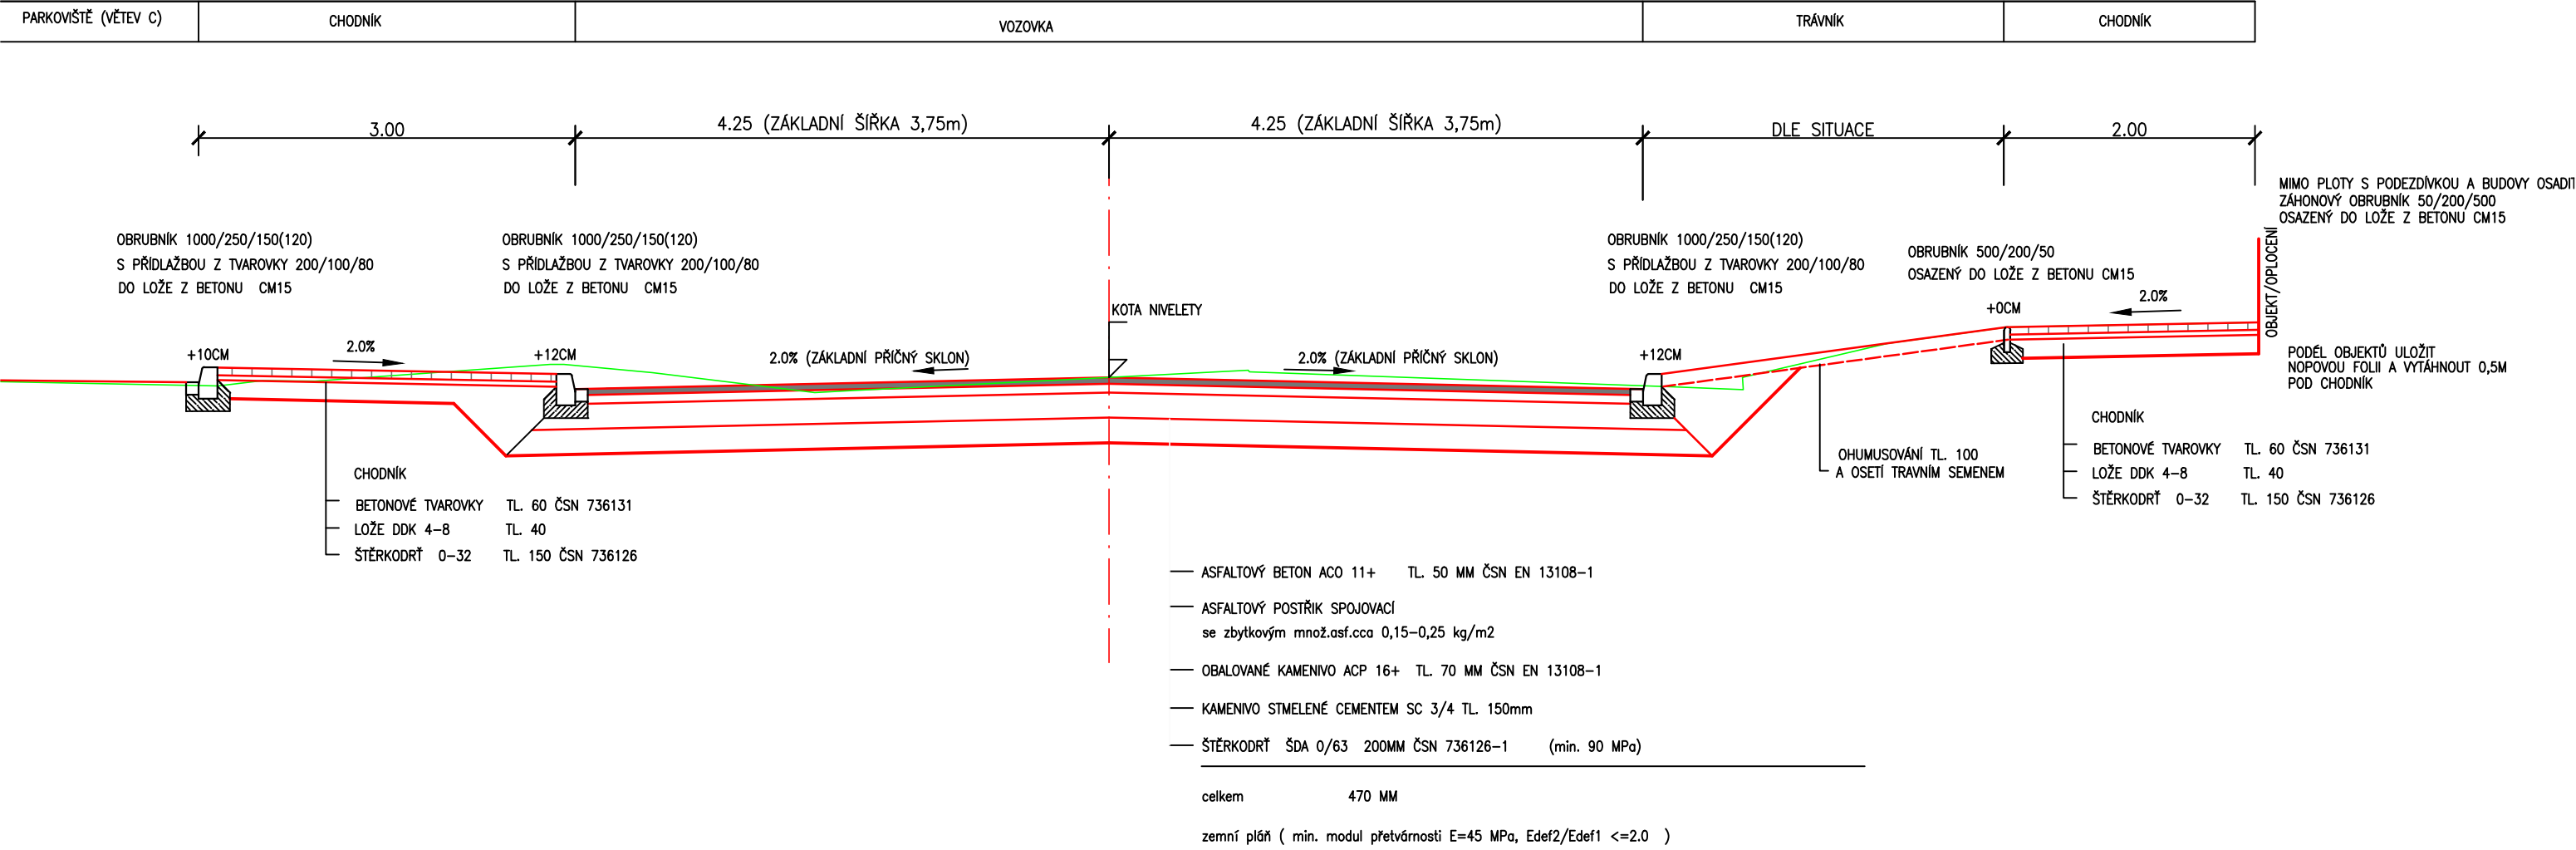 PARKOVIŠTĚ (VĚTEV C)
CHODNÍK
VOZOVKA
TRÁVNÍK
CHODNÍK
3.00
4.25 (ZÁKLADNÍ ŠÍŘKA 3,75m)
4.25 (ZÁKLADNÍ ŠÍŘKA 3,75m)
DLE SITUACE
2.00
MIMO PLOTY S PODEZDÍVKOU A BUDOVY OSADIT
ZÁHONOVÝ OBRUBNÍK 50/200/500
OSAZENÝ DO LOŽE Z BETONU CM15
OBRUBNÍK 1000/250/150(120)
S PŘÍDLAŽBOU Z TVAROVKY 200/100/80
DO LOŽE Z BETONU CM15
OBRUBNÍK 1000/250/150(120)
S PŘÍDLAŽBOU Z TVAROVKY 200/100/80
DO LOŽE Z BETONU CM15
OBRUBNÍK 1000/250/150(120)
S PŘÍDLAŽBOU Z TVAROVKY 200/100/80
DO LOŽE Z BETONU CM15
OBRUBNÍK 500/200/50
OSAZENÝ DO LOŽE Z BETONU CM15
OBJEKT/OPLOCENÍ
KOTA NIVELETY
+0CM
2.0%
+10CM
2.0%
+12CM
2.0% (ZÁKLADNÍ PŘÍČNÝ SKLON)
2.0% (ZÁKLADNÍ PŘÍČNÝ SKLON)
+12CM
PODÉL OBJEKTŮ ULOŽIT
NOPOVOU FOLII A VYTÁHNOUT 0,5M
POD CHODNÍK
CHODNÍK
BETONOVÉ TVAROVKY TL. 60 ČSN 736131
LOŽE DDK 4-8 TL. 40
ŠTĚRKODRŤ 0-32 TL. 150 ČSN 736126
OHUMUSOVÁNÍ TL. 100
A OSETÍ TRAVNÍM SEMENEM
CHODNÍK
BETONOVÉ TVAROVKY TL. 60 ČSN 736131
LOŽE DDK 4-8 TL. 40
ŠTĚRKODRŤ 0-32 TL. 150 ČSN 736126
ASFALTOVÝ BETON ACO 11+ TL. 50 MM ČSN EN 13108-1
ASFALTOVÝ POSTŘIK SPOJOVACÍ
se zbytkovým množ.asf.cca 0,15-0,25 kg/m2
OBALOVANÉ KAMENIVO ACP 16+ TL. 70 MM ČSN EN 13108-1
KAMENIVO STMELENÉ CEMENTEM SC 3/4 TL. 150mm
ŠTĚRKODRŤ ŠDA 0/63 200MM ČSN 736126-1 (min. 90 MPa)
celkem 470 MM
zemní pláň ( min. modul přetvárnosti E=45 MPa, Edef2/Edef1 <=2.0 )